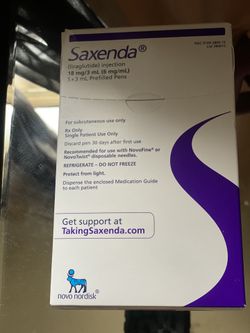 Saxenda®
(liraglutide) injection
18 mg/3 mL (6 mg/mL)
5 x 3 mL Prefilled Pens
For subcutaneous use only
Rx Only
Single Patient Use Only
Discard pen 30 days after first use
Recommended for use with NovoFine® or
NovoTwist® disposable needles.
REFRIGERATE – DO NOT FREEZE
Protect from light.
Dispense the enclosed Medication Guide
to each patient
Get support at
TakingSaxenda.com
novo nordisk®